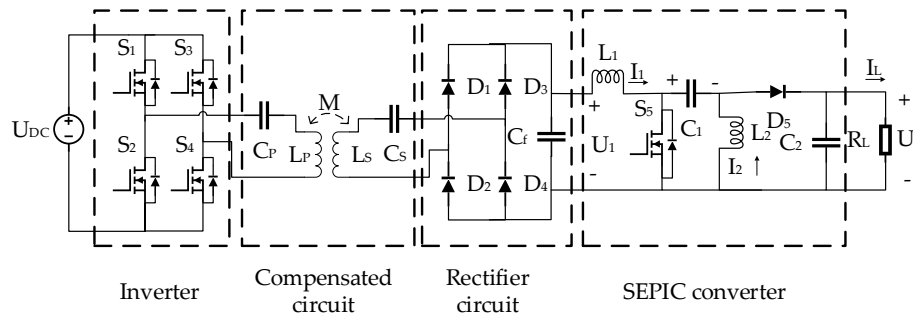 S1
S3
UDC
S2
S4
M
CP
LP
LS
CS
D1
D3
Cf
D2
D4
L1
I1
+
U1
-
S5
+
-
C1
L2
I2
D5
C2
IL
RL
+
U
-
Inverter
Compensated
circuit
Rectifier
circuit
SEPIC converter